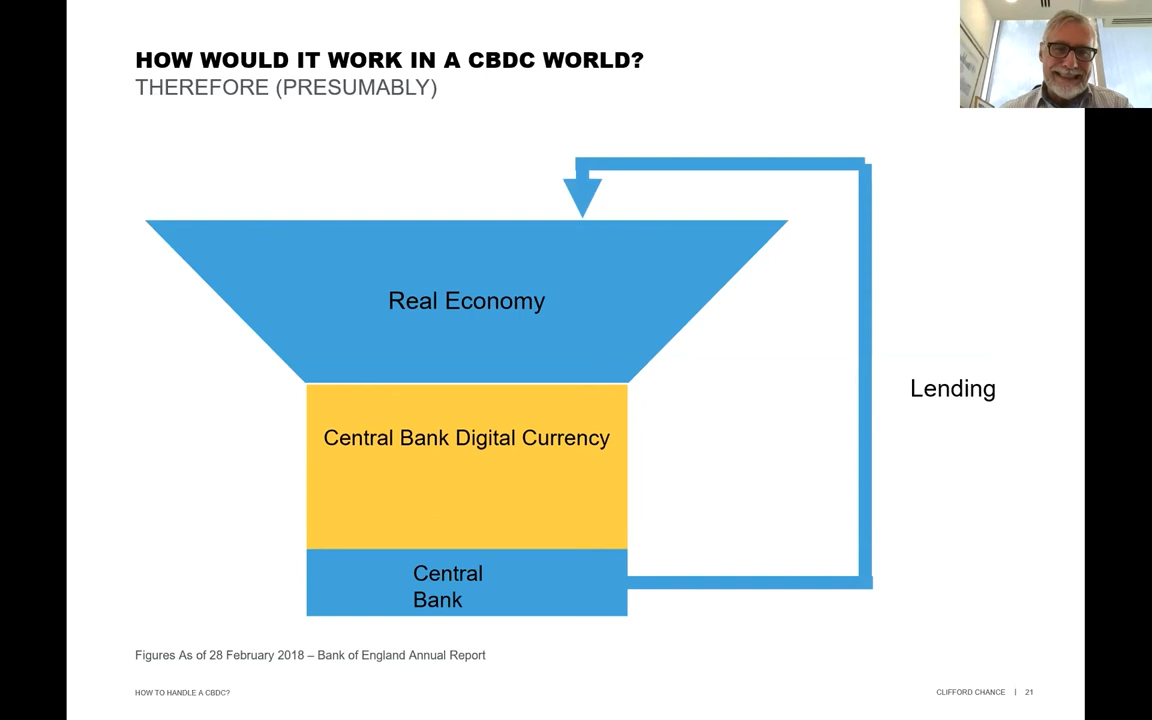 HOW WOULD IT WORK IN A CBDC WORLD?
THEREFORE (PRESUMABLY)
Real Economy
Lending
Central Bank Digital Currency
Central
Bank
Figures As of 28 February 2018 – Bank of England Annual Report
HOW TO HANDLE A CBDC?
CLIFFORD CHANCE | 21